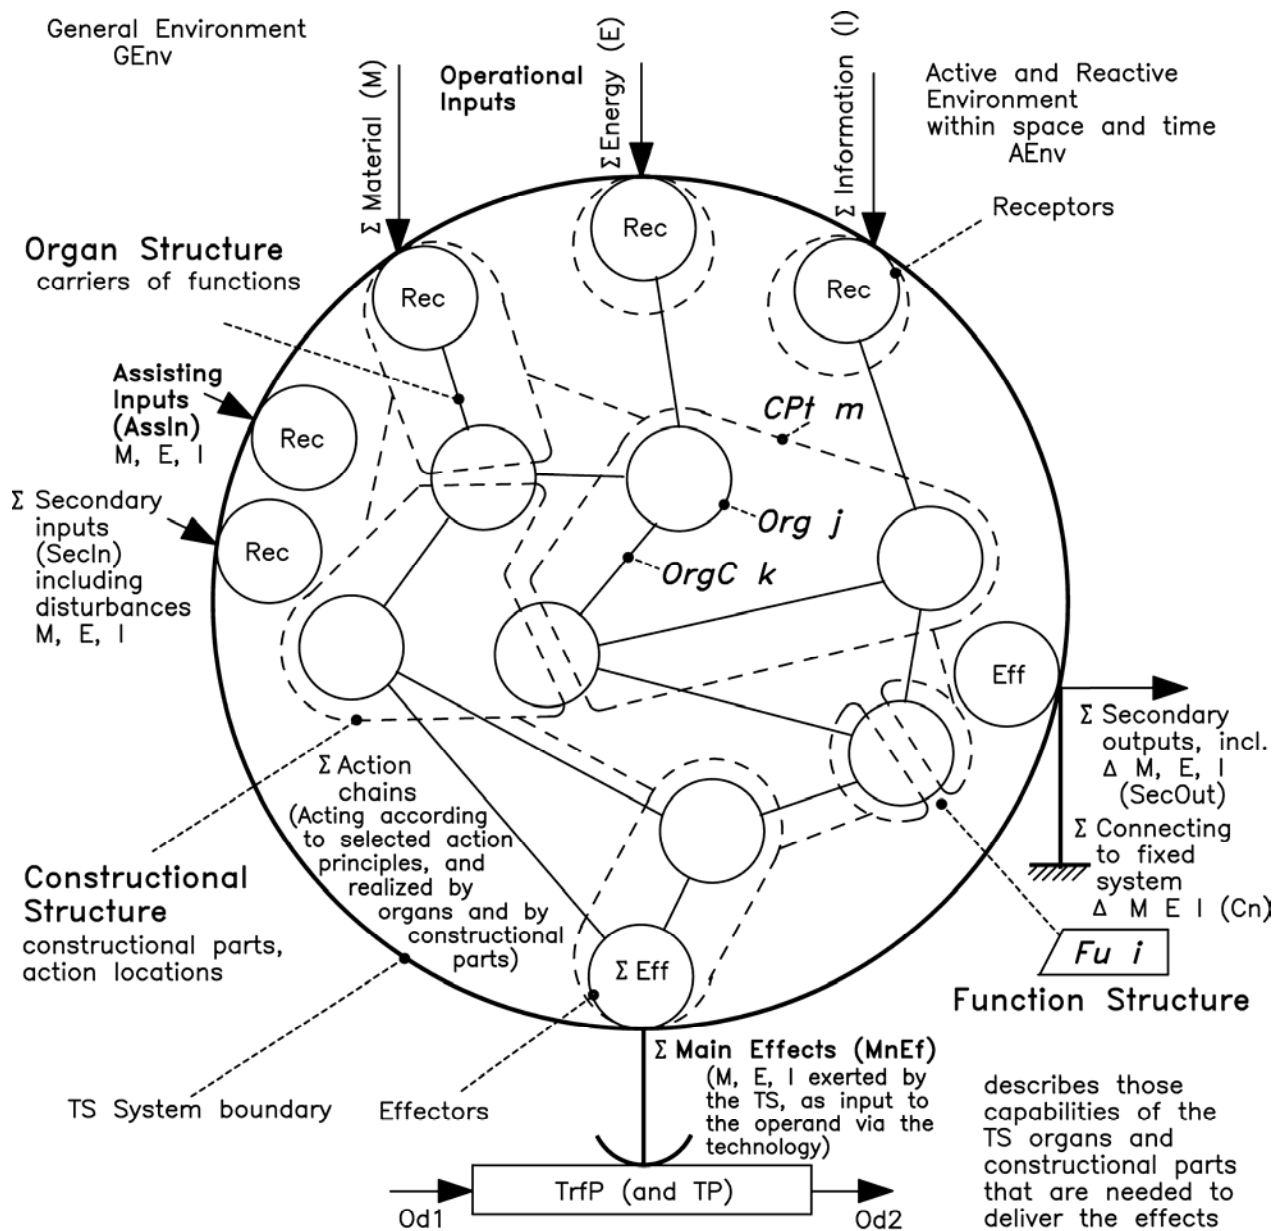 General Environment
GEnv
Σ Material (M)
Operational
Inputs
Σ Energy (E)
Σ Information (I)
Active and Reactive
Environment
within space and time
AEnv
Receptors
Organ Structure
carriers of functions
Rec
Rec
Rec
Assisting
Inputs
(AssIn)
M, E, I
Rec
CPt m
Σ Secondary
inputs
(SecIn)
including
disturbances
M, E, I
Rec
Org j
OrgC k
Eff
Σ Secondary
outputs, incl.
Δ M, E, I
(SecOut)
Σ Connecting
to fixed
system
Δ M E I (Cn)
Σ Action
chains
(Acting according
to selected action
principles, and
realized by
organs and by
constructional
parts)
Constructional
Structure
constructional parts,
action locations
Σ Eff
Fu i
Function Structure
describes those
capabilities of the
TS organs and
constructional parts
that are needed to
deliver the effects
TS System boundary
Effectors
Σ Main Effects (MnEf)
(M, E, I exerted by
the TS, as input to
the operand via the
technology)
TrfP (and TP)
Od1
Od2